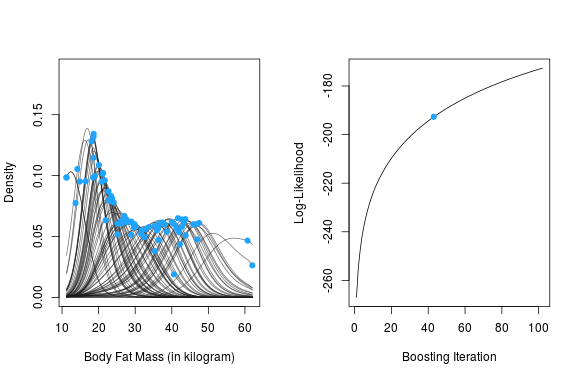 Density
0.00 0.05 0.10 0.15
10 20 30 40 50 60
Body Fat Mass (in kilogram)
Log-Likelihood
-260 -240 -220 -200 -180
0 20 40 60 80 100
Boosting Iteration